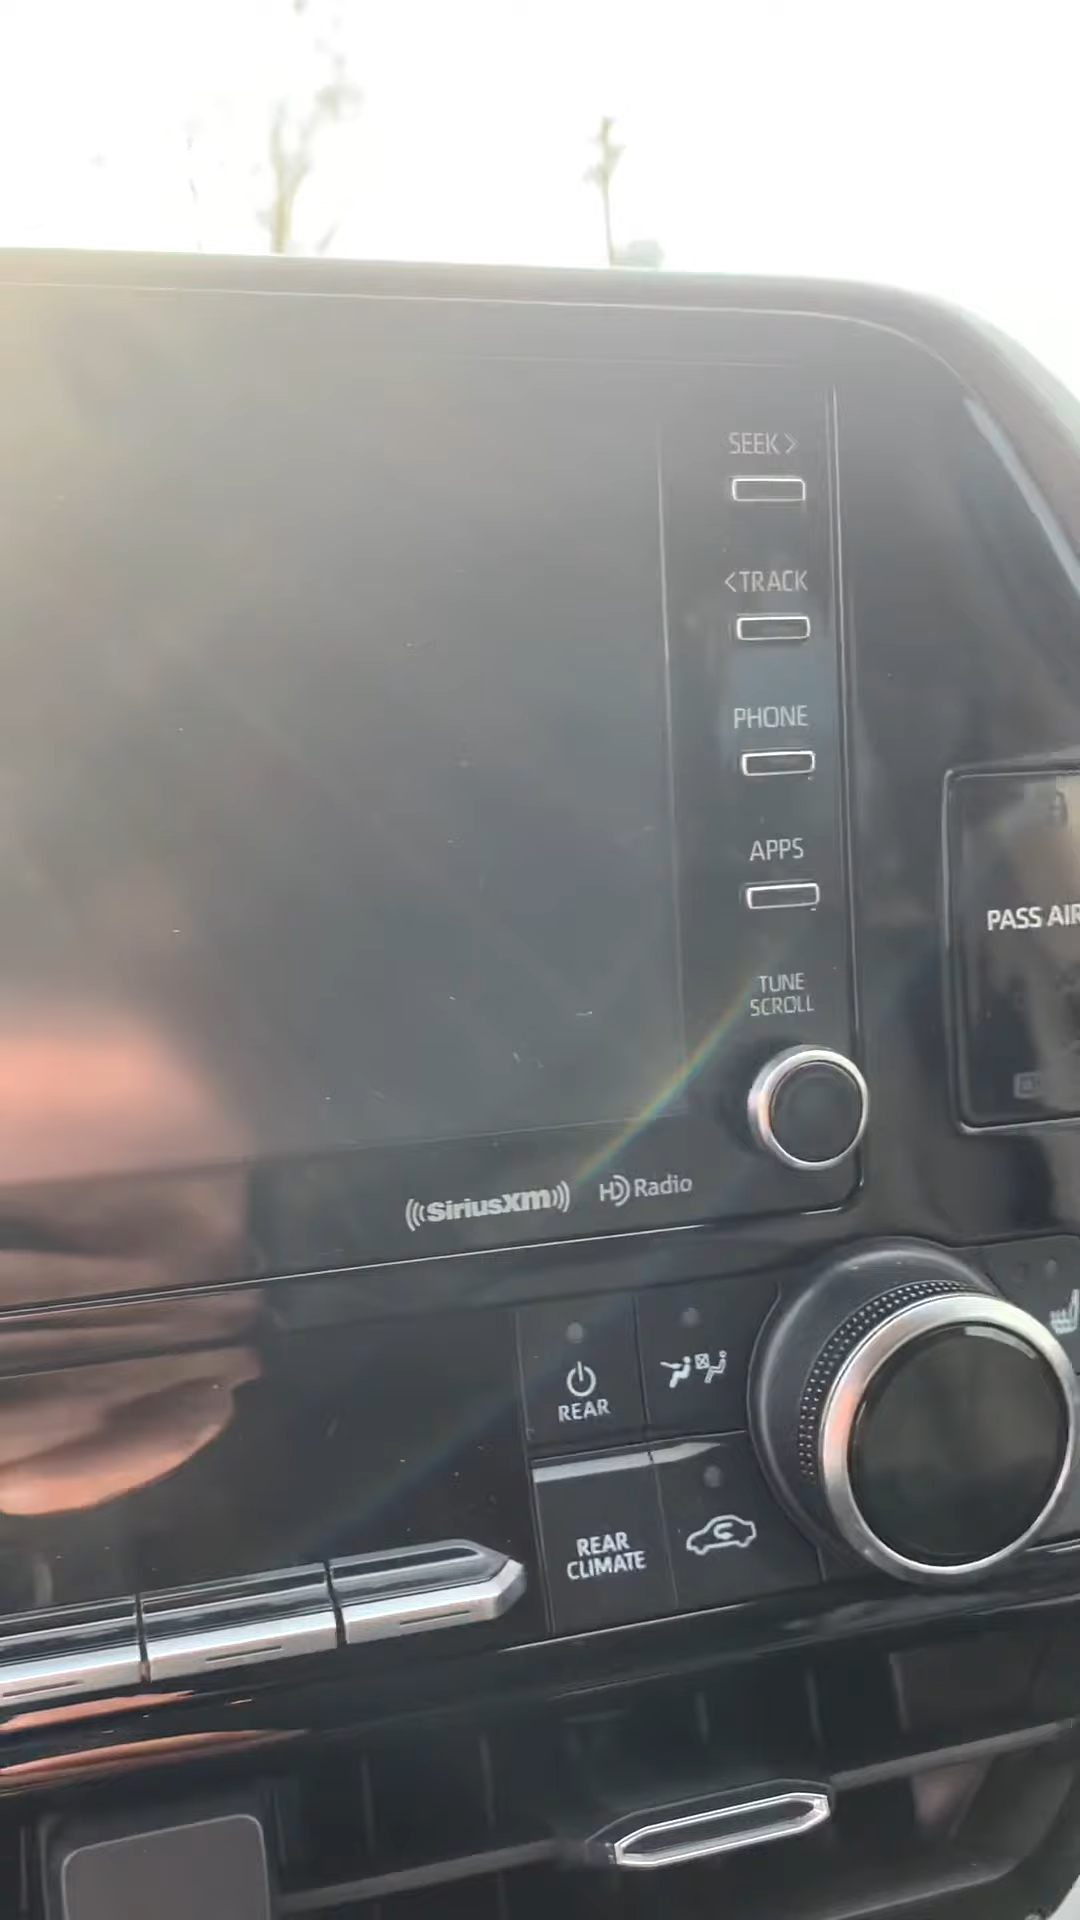 SEEK>
<TRACK
PHONE
APPS
TUNE
SCROLL
PASS AIR
SiriusXM
HD Radio
REAR
REAR
CLIMATE